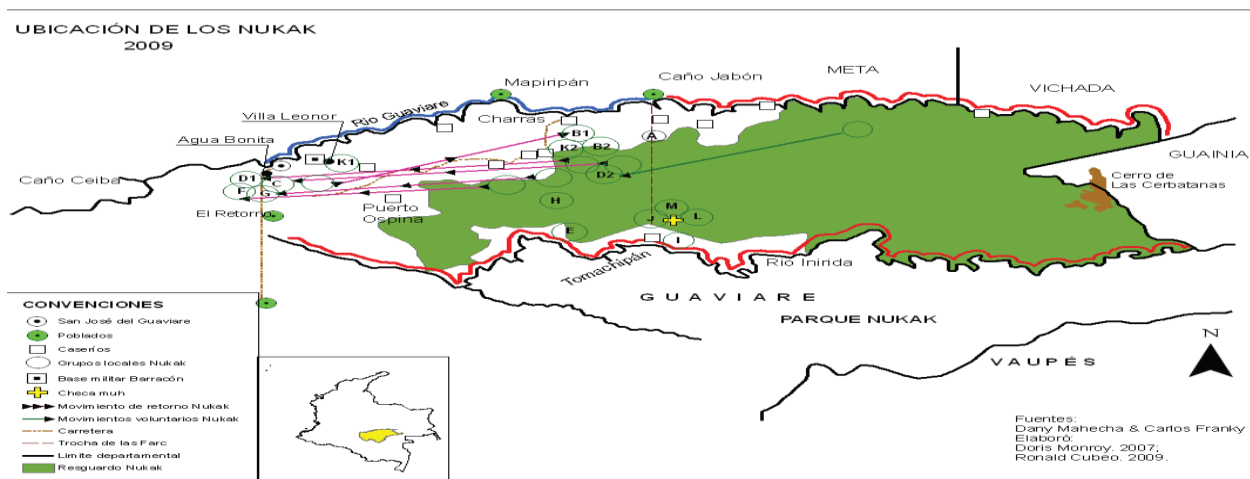 UBICACIÓN DE LOS NUKAK
2009
Mapiripán
Caño Jabón
META
VICHADA
Villa Leonor
Rio Guaviare
Charras
Agua Bonita
A
B1
K2
B2
K1
GUAINIA
Caño Ceiba
D1
C
D2
Cerro de
Las Cerbatanas
F
G
Puerto
Ospina
H
M
El Retorno
J
L
E
I
Tomachipán
Rio Inirida
GUAVIARE
PARQUE NUKAK
VAUPÉS
N
CONVENCIONES
San José del Guaviare
Poblados
Caseríos
Grupos locales Nukak
Base militar Barracón
Checa muh
Movimiento de retorno Nukak
Movimientos voluntarios Nukak
Carretera
Trocha de las Farc
Limite departamental
Resguardo Nukak
Fuentes:
Dany Mahecha & Carlos Franky
Elaboró:
Doris Monroy. 2007;
Ronald Cubeo. 2009.